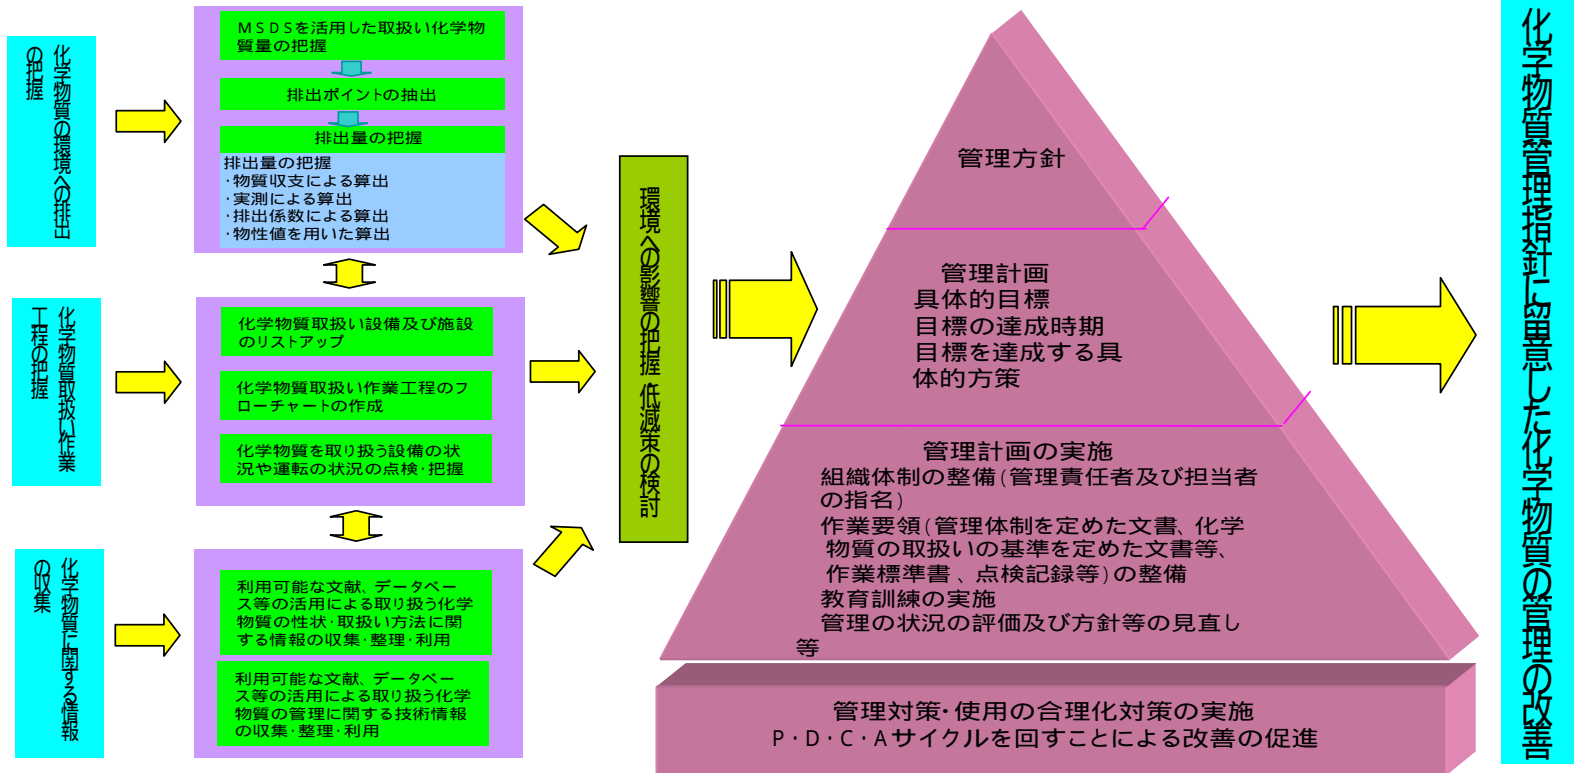 化学物質の環境への排出
の把握
MSDSを活用した取扱い化学物
質量の把握
排出ポイントの抽出
排出量の把握
排出量の把握
・物質収支による算出
・実測による算出
・排出係数による算出
・物性値を用いた算出
化学物質取扱い作業
工程の把握
化学物質取扱い設備及び施設
のリストアップ
化学物質取扱い作業工程のフ
ローチャートの作成
化学物質を取り扱う設備の状
況や運転の状況の点検・把握
化学物質に関する情報
の収集
利用可能な文献、データベー
ス等の活用による取り扱う化学
物質の性状・取扱い方法に関
する情報の収集・整理・利用
利用可能な文献、データベー
ス等の活用による取り扱う化学
物質の管理に関する技術情報
の収集・整理・利用
環境への影響の把握・低減策の検討
管理方針
管理計画
具体的目標
目標の達成時期
目標を達成する具
体的方策
管理計画の実施
組織体制の整備(管理責任者及び担当者
の指名)
作業要領(管理体制を定めた文書、化学
物質の取扱いの基準を定めた文書等、
作業標準書、点検記録等)の整備
教育訓練の実施
管理の状況の評価及び方針等の見直し
等
管理対策・使用の合理化対策の実施
P・D・C・Aサイクルを回すことによる改善の促進
化学物質管理指針に留意した化学物質の管理の改善